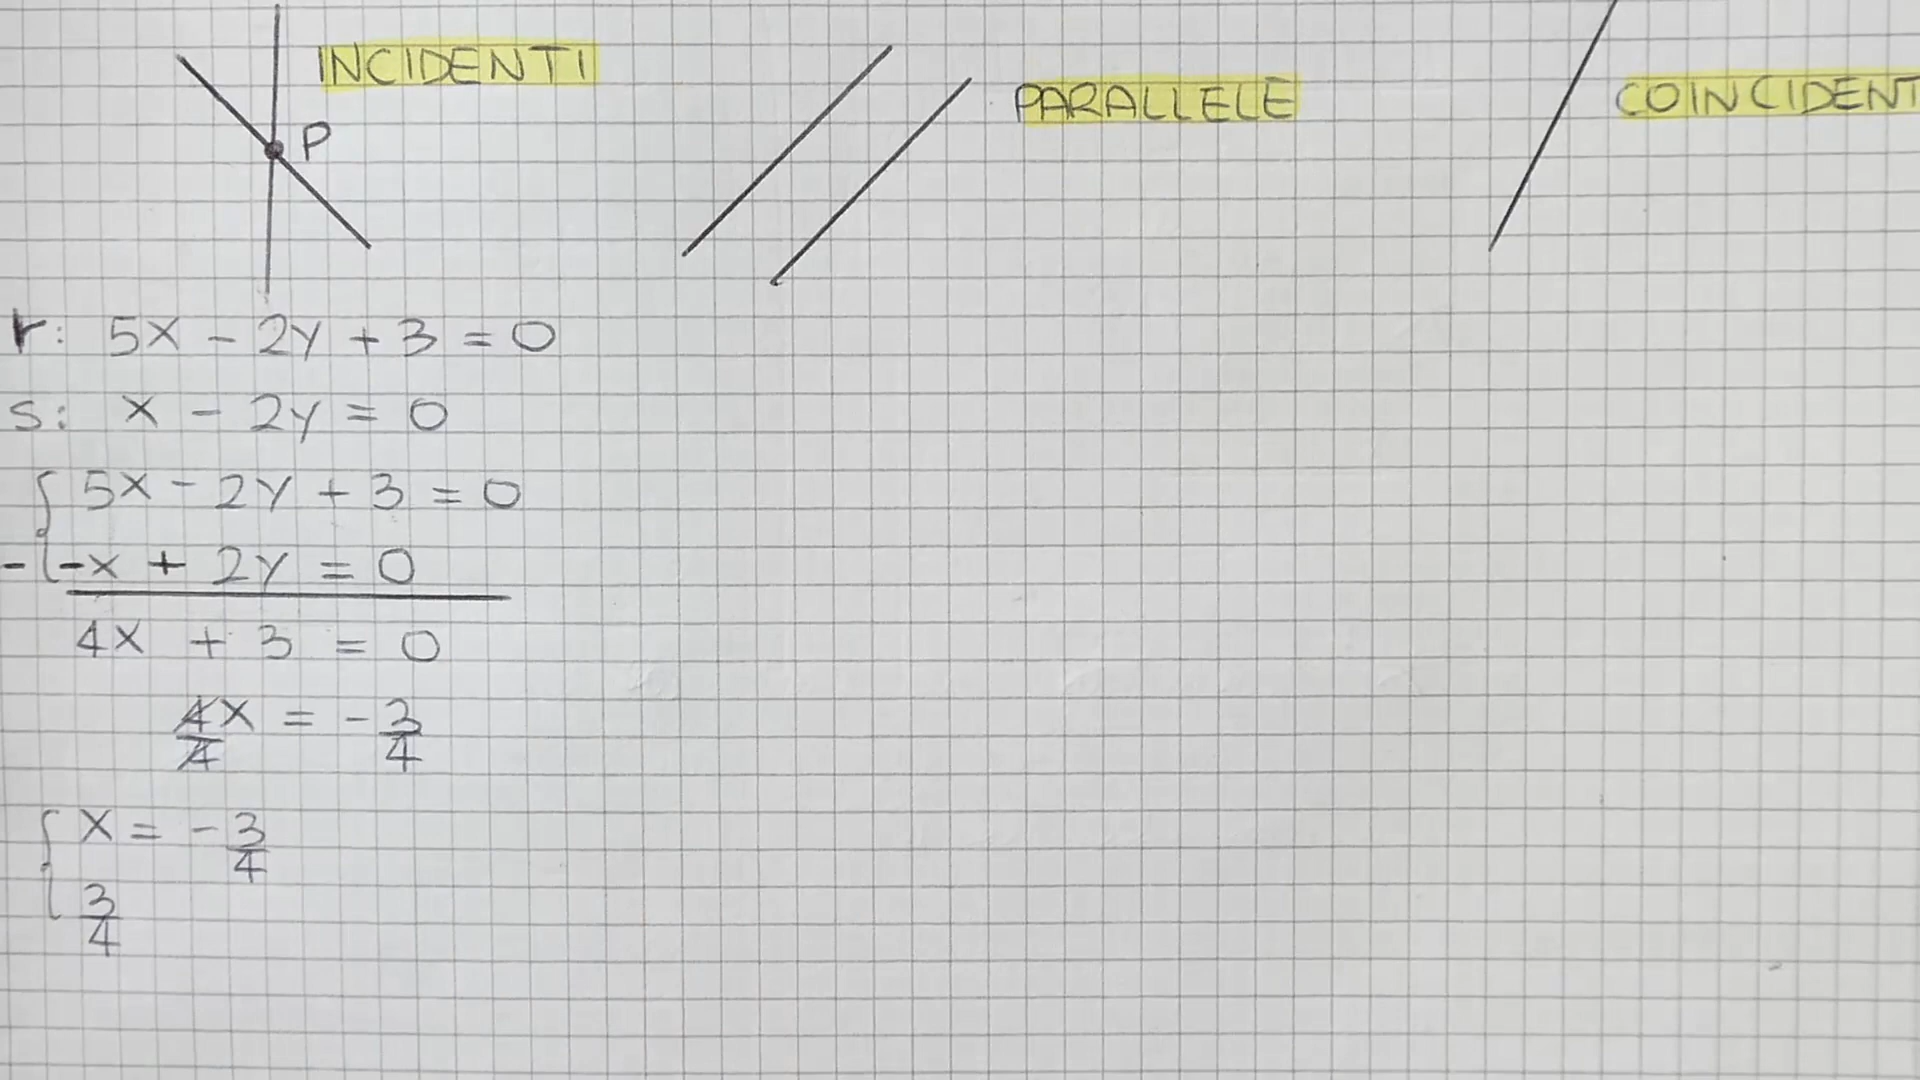 INCIDENTI
PARALLELE
COINCIDENT
P
r: 5x - 2y + 3 = 0
s: x - 2y = 0
{ 5x - 2y + 3 = 0
- { -x + 2y = 0
4x + 3 = 0
4x/4 = - 3/4
{ x = - 3/4
{ 3/4